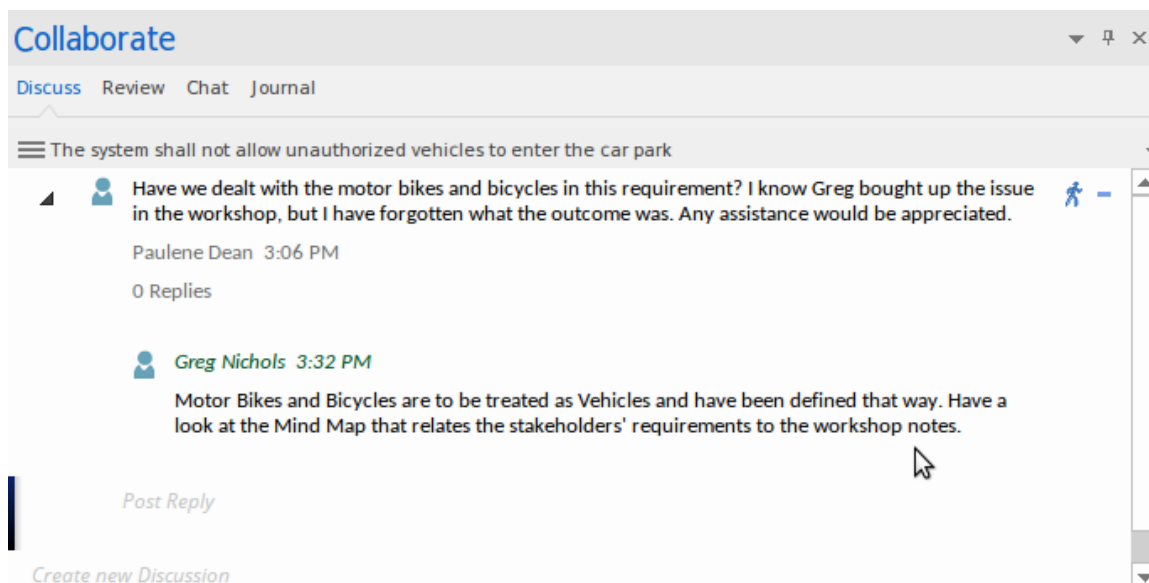 Collaborate
Discuss Review Chat Journal
The system shall not allow unauthorized vehicles to enter the car park
Have we dealt with the motor bikes and bicycles in this requirement? I know Greg bought up the issue
in the workshop, but I have forgotten what the outcome was. Any assistance would be appreciated.
Paulene Dean 3:06 PM
0 Replies
Greg Nichols 3:32 PM
Motor Bikes and Bicycles are to be treated as Vehicles and have been defined that way. Have a
look at the Mind Map that relates the stakeholders' requirements to the workshop notes.
Post Reply
Create new Discussion